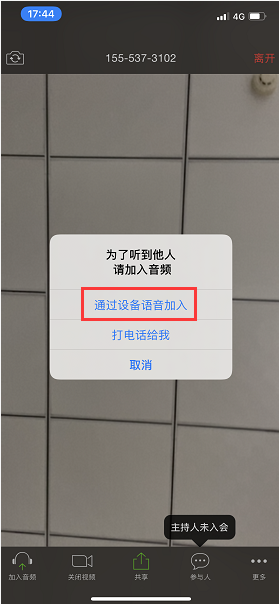 17:44
4G
155-537-3102
离开
为了听到他人
请加入音频
通过设备语音加入
打电话给我
取消
主持人未入会
加入音频
关闭视频
共享
参与人
更多